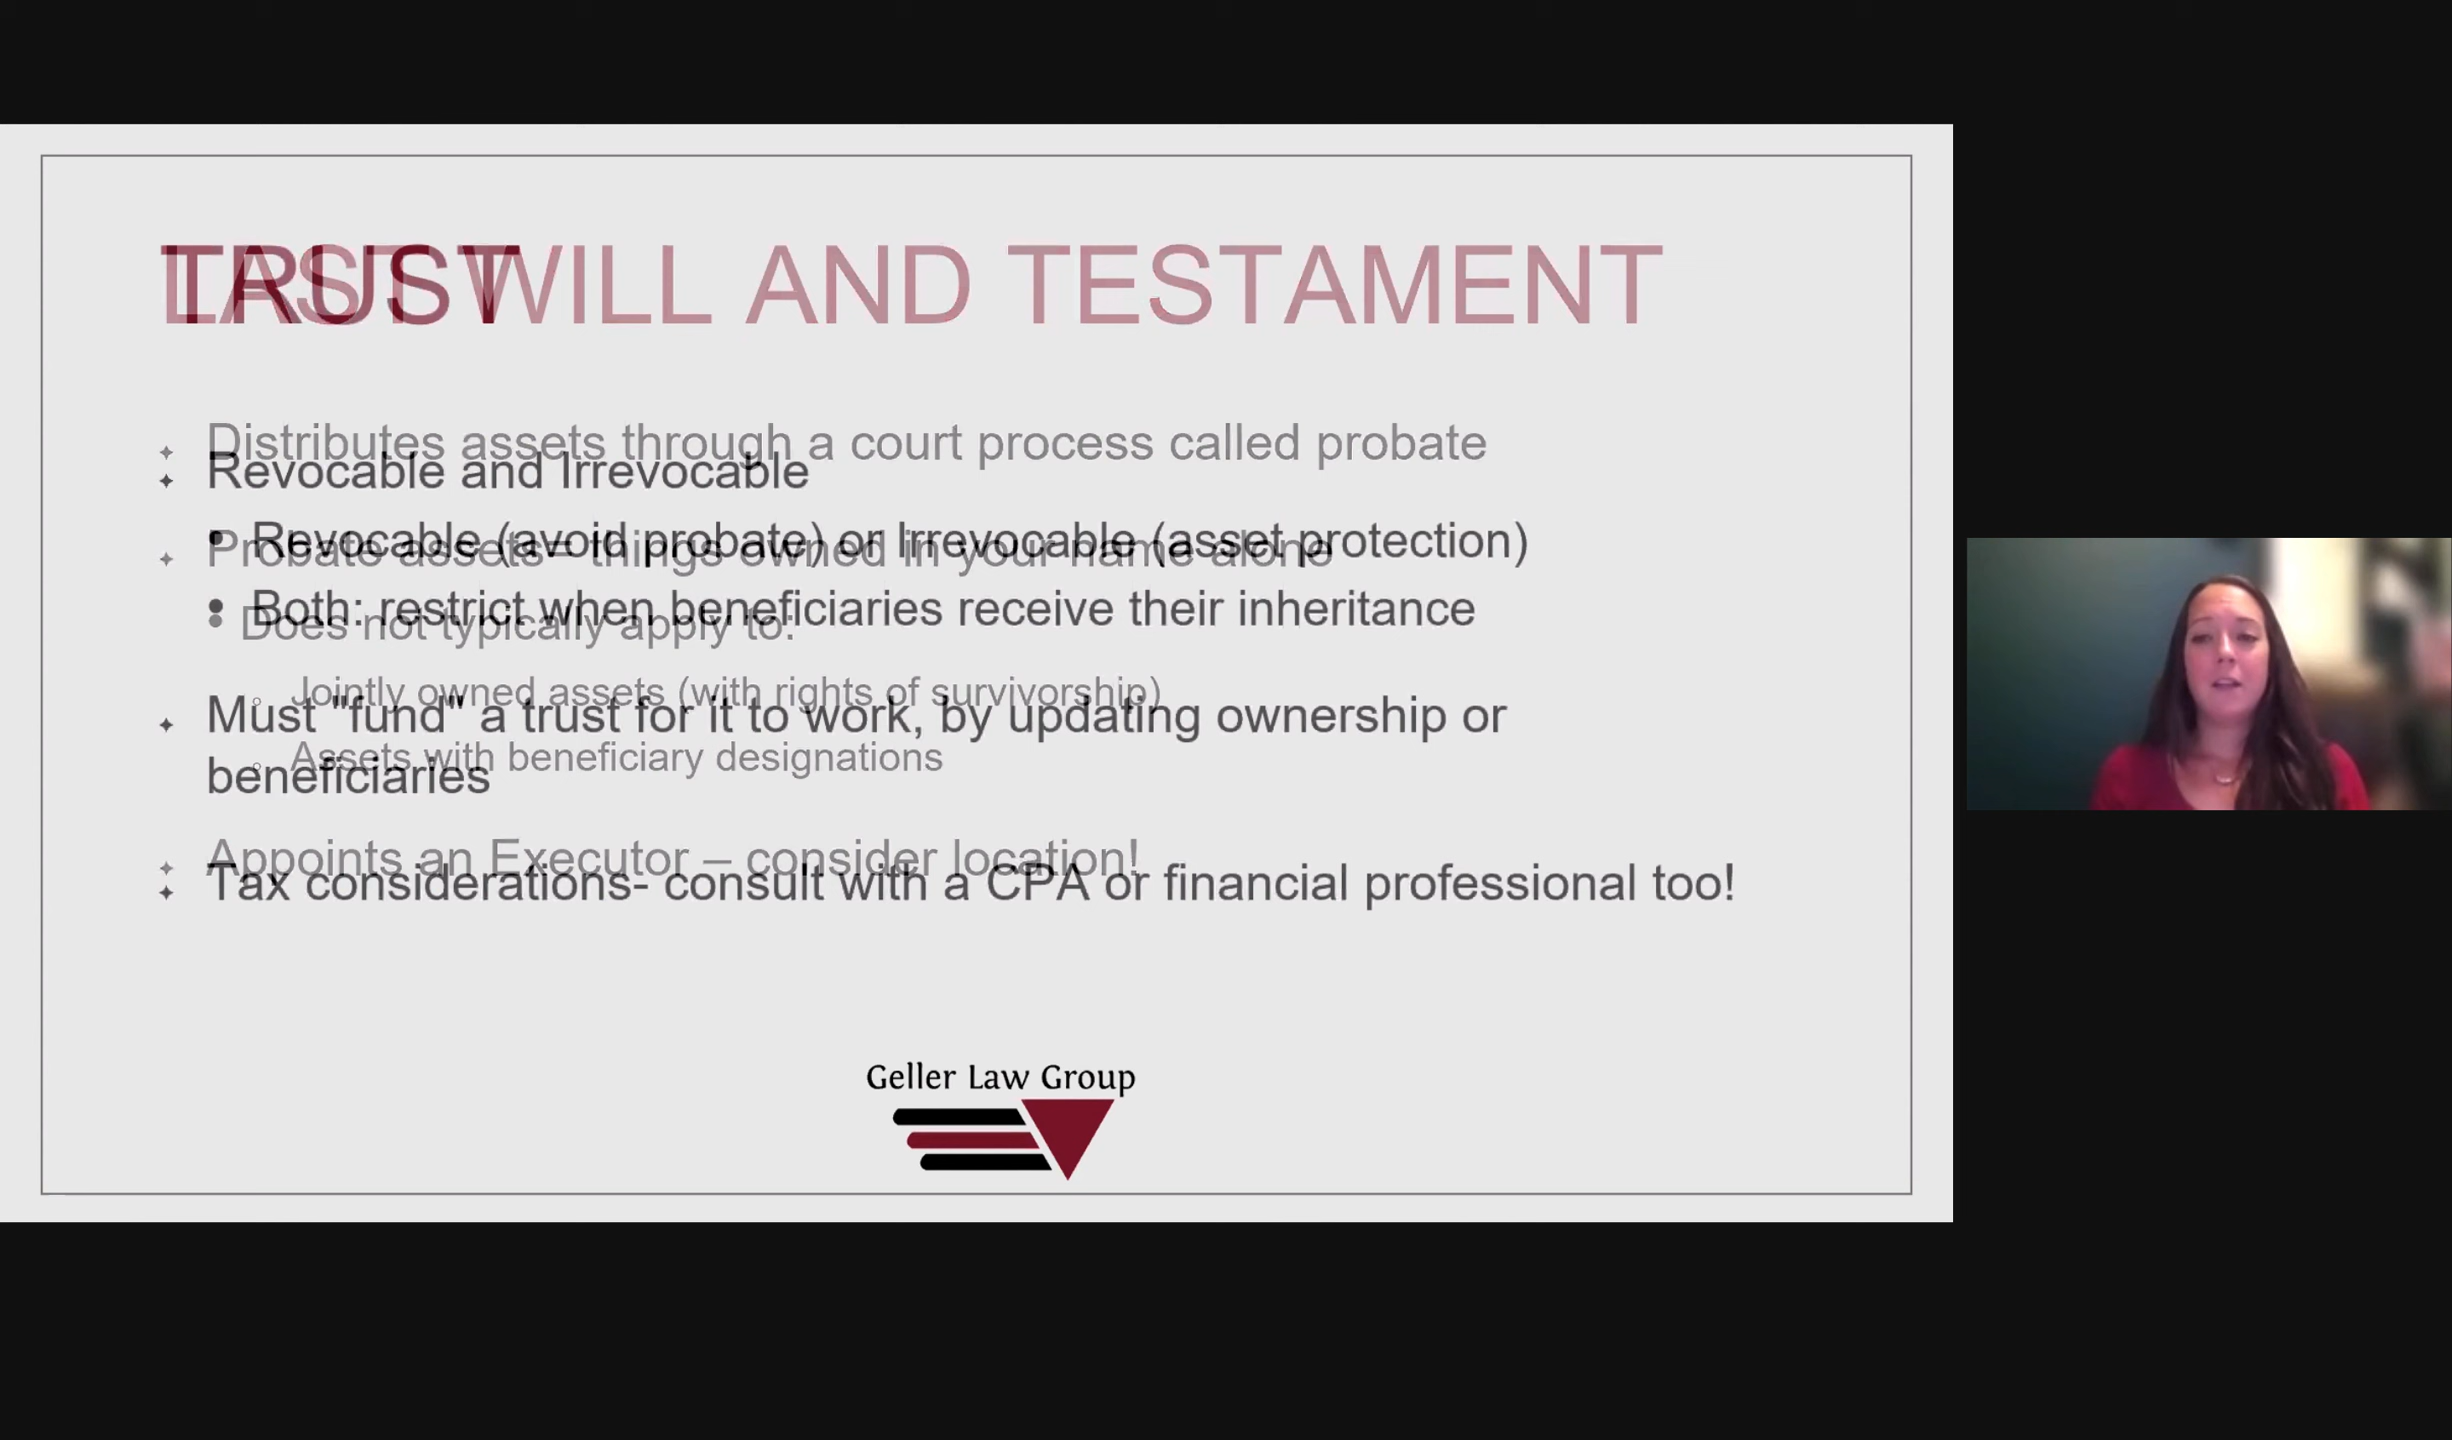 LAST WILL AND TESTAMENT
Distributes assets through a court process called probate
Probate assets= things owned in your name alone
Does not typically apply to:
Jointly owned assets (with rights of survivorship)
Assets with beneficiary designations
Appoints an Executor – consider location!
TRUST
Revocable and Irrevocable
Revocable (avoid probate) or Irrevocable (asset protection)
Both: restrict when beneficiaries receive their inheritance
Must "fund" a trust for it to work, by updating ownership or
beneficiaries
Tax considerations- consult with a CPA or financial professional too!
Geller Law Group